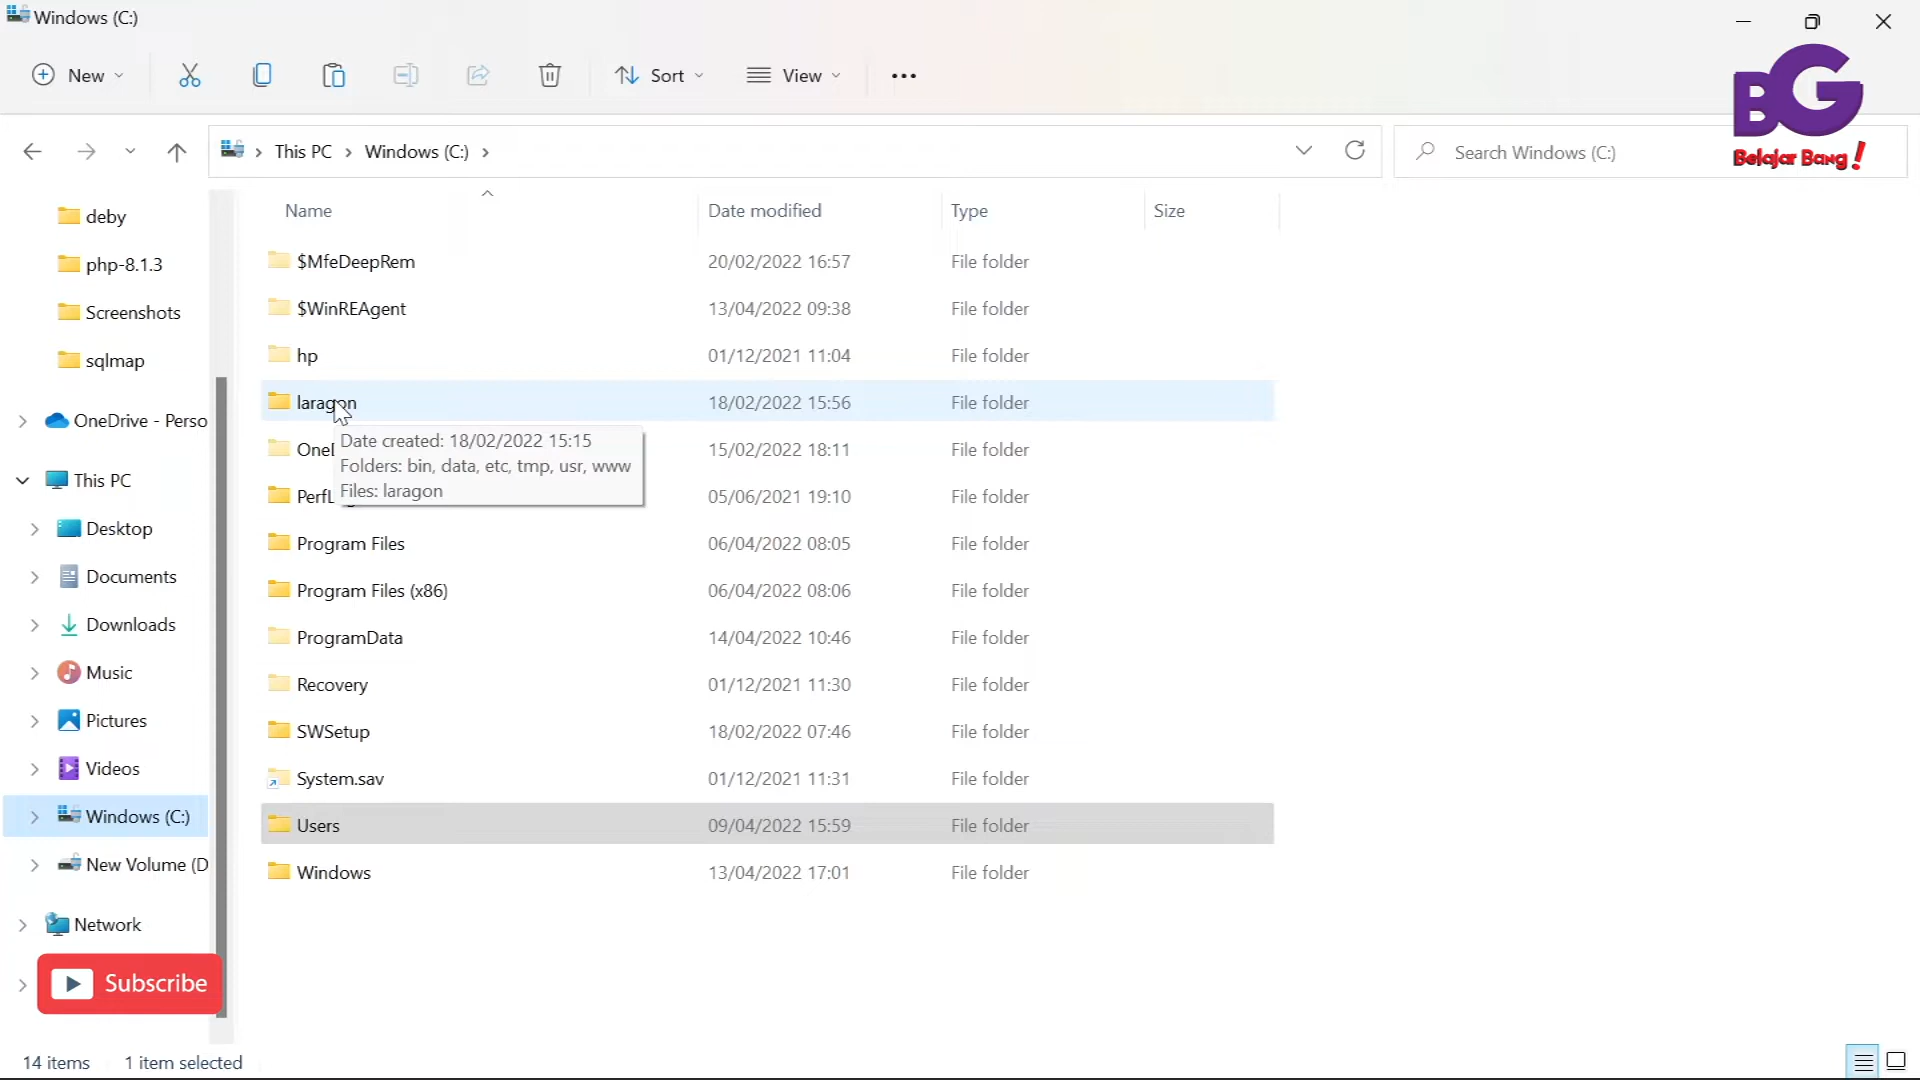 Windows (C:)
New
Sort
View
BG
Belajar Bang!
This PC
Windows (C:)
Search Windows (C:)
deby
php-8.1.3
Screenshots
sqlmap
OneDrive - Perso
This PC
Desktop
Documents
Downloads
Music
Pictures
Videos
Windows (C:)
New Volume (D
Network
Subscribe
Name Date modified Type Size
$MfeDeepRem 20/02/2022 16:57 File folder
$WinREAgent 13/04/2022 09:38 File folder
hp 01/12/2021 11:04 File folder
laragon 18/02/2022 15:56 File folder
15/02/2022 18:11 File folder
05/06/2021 19:10 File folder
Date created: 18/02/2022 15:15
Folders: bin, data, etc, tmp, usr, www
Files: laragon
Program Files 06/04/2022 08:05 File folder
Program Files (x86) 06/04/2022 08:06 File folder
ProgramData 14/04/2022 10:46 File folder
Recovery 01/12/2021 11:30 File folder
SWSetup 18/02/2022 07:46 File folder
System.sav 01/12/2021 11:31 File folder
Users 09/04/2022 15:59 File folder
Windows 13/04/2022 17:01 File folder
14 items 1 item selected